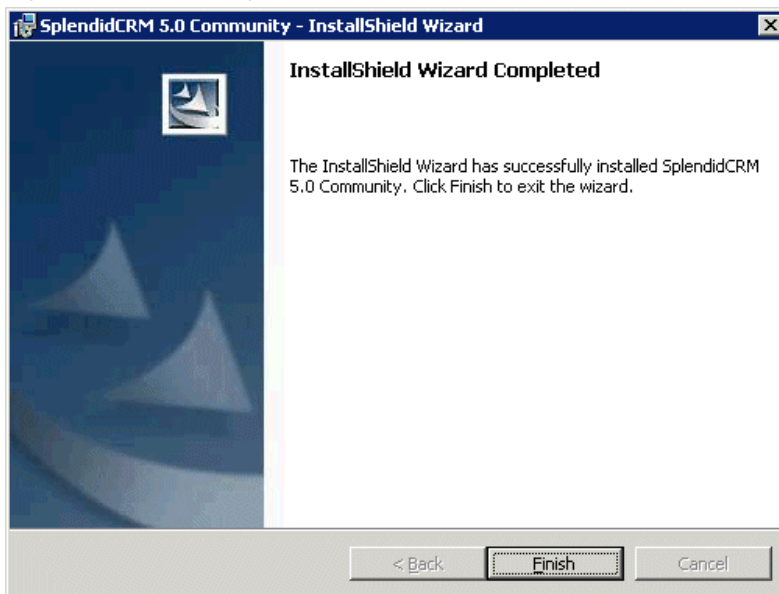 SplendidCRM 5.0 Community - InstallShield Wizard
InstallShield Wizard Completed
The InstallShield Wizard has successfully installed SplendidCRM
5.0 Community. Click Finish to exit the wizard.
< Back
Finish
Cancel